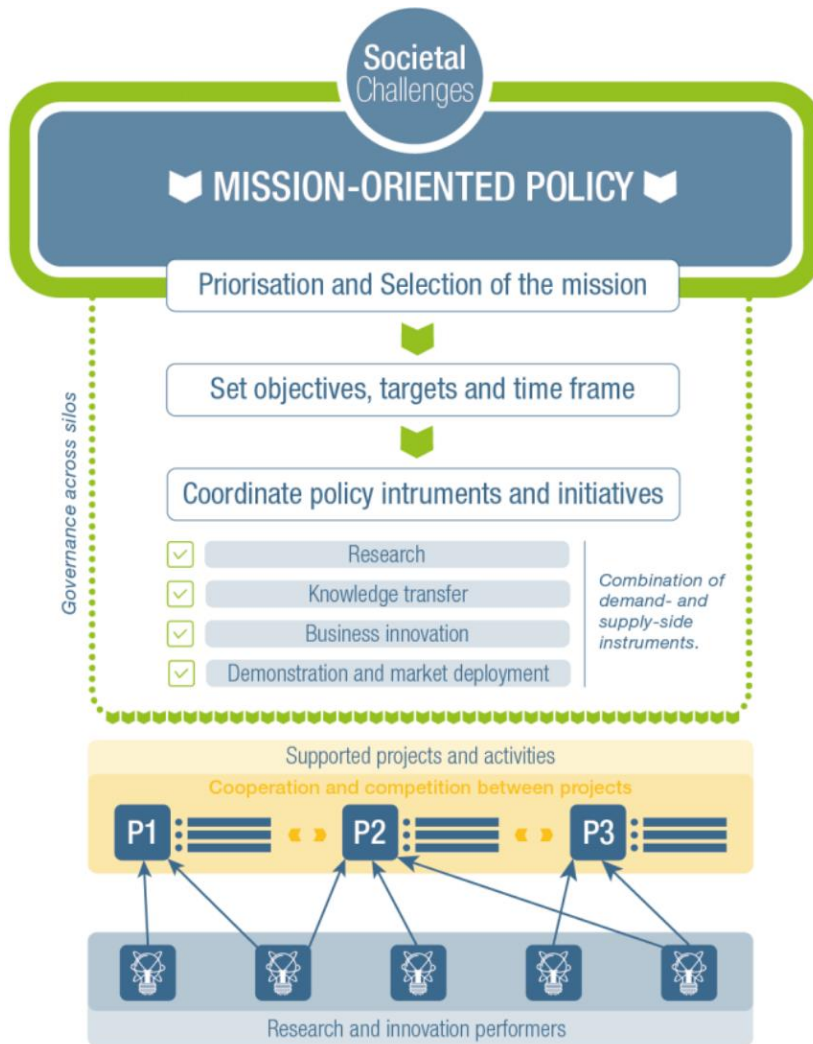 Societal
Challenges
MISSION-ORIENTED POLICY
Priorisation and Selection of the mission
Set objectives, targets and time frame
Coordinate policy intruments and initiatives
Governance across silos
Research
Knowledge transfer
Business innovation
Demonstration and market deployment
Combination of
demand- and
supply-side
instruments.
Supported projects and activities
Cooperation and competition between projects
P1
P2
P3
Research and innovation performers